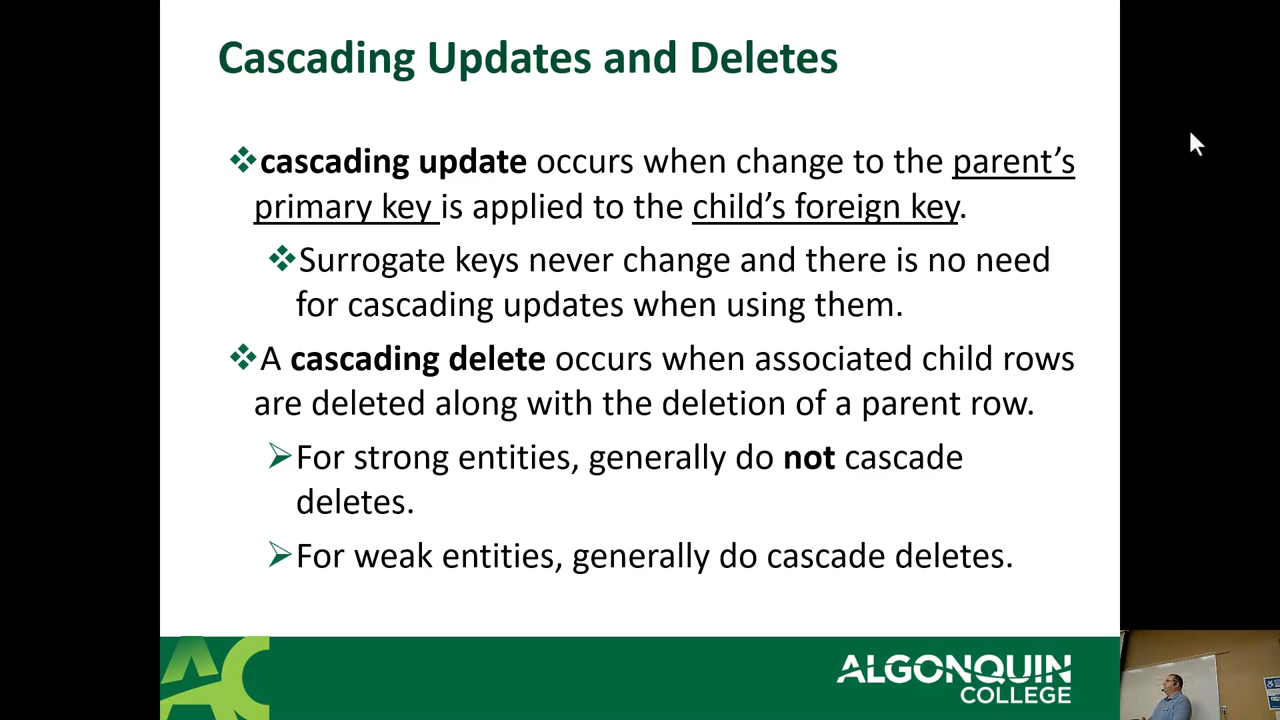 Cascading Updates and Deletes
❖cascading update occurs when change to the parent’s
primary key is applied to the child’s foreign key.
❖Surrogate keys never change and there is no need
for cascading updates when using them.
❖A cascading delete occurs when associated child rows
are deleted along with the deletion of a parent row.
➢For strong entities, generally do not cascade
deletes.
➢For weak entities, generally do cascade deletes.
AC
ALGONQUIN
COLLEGE